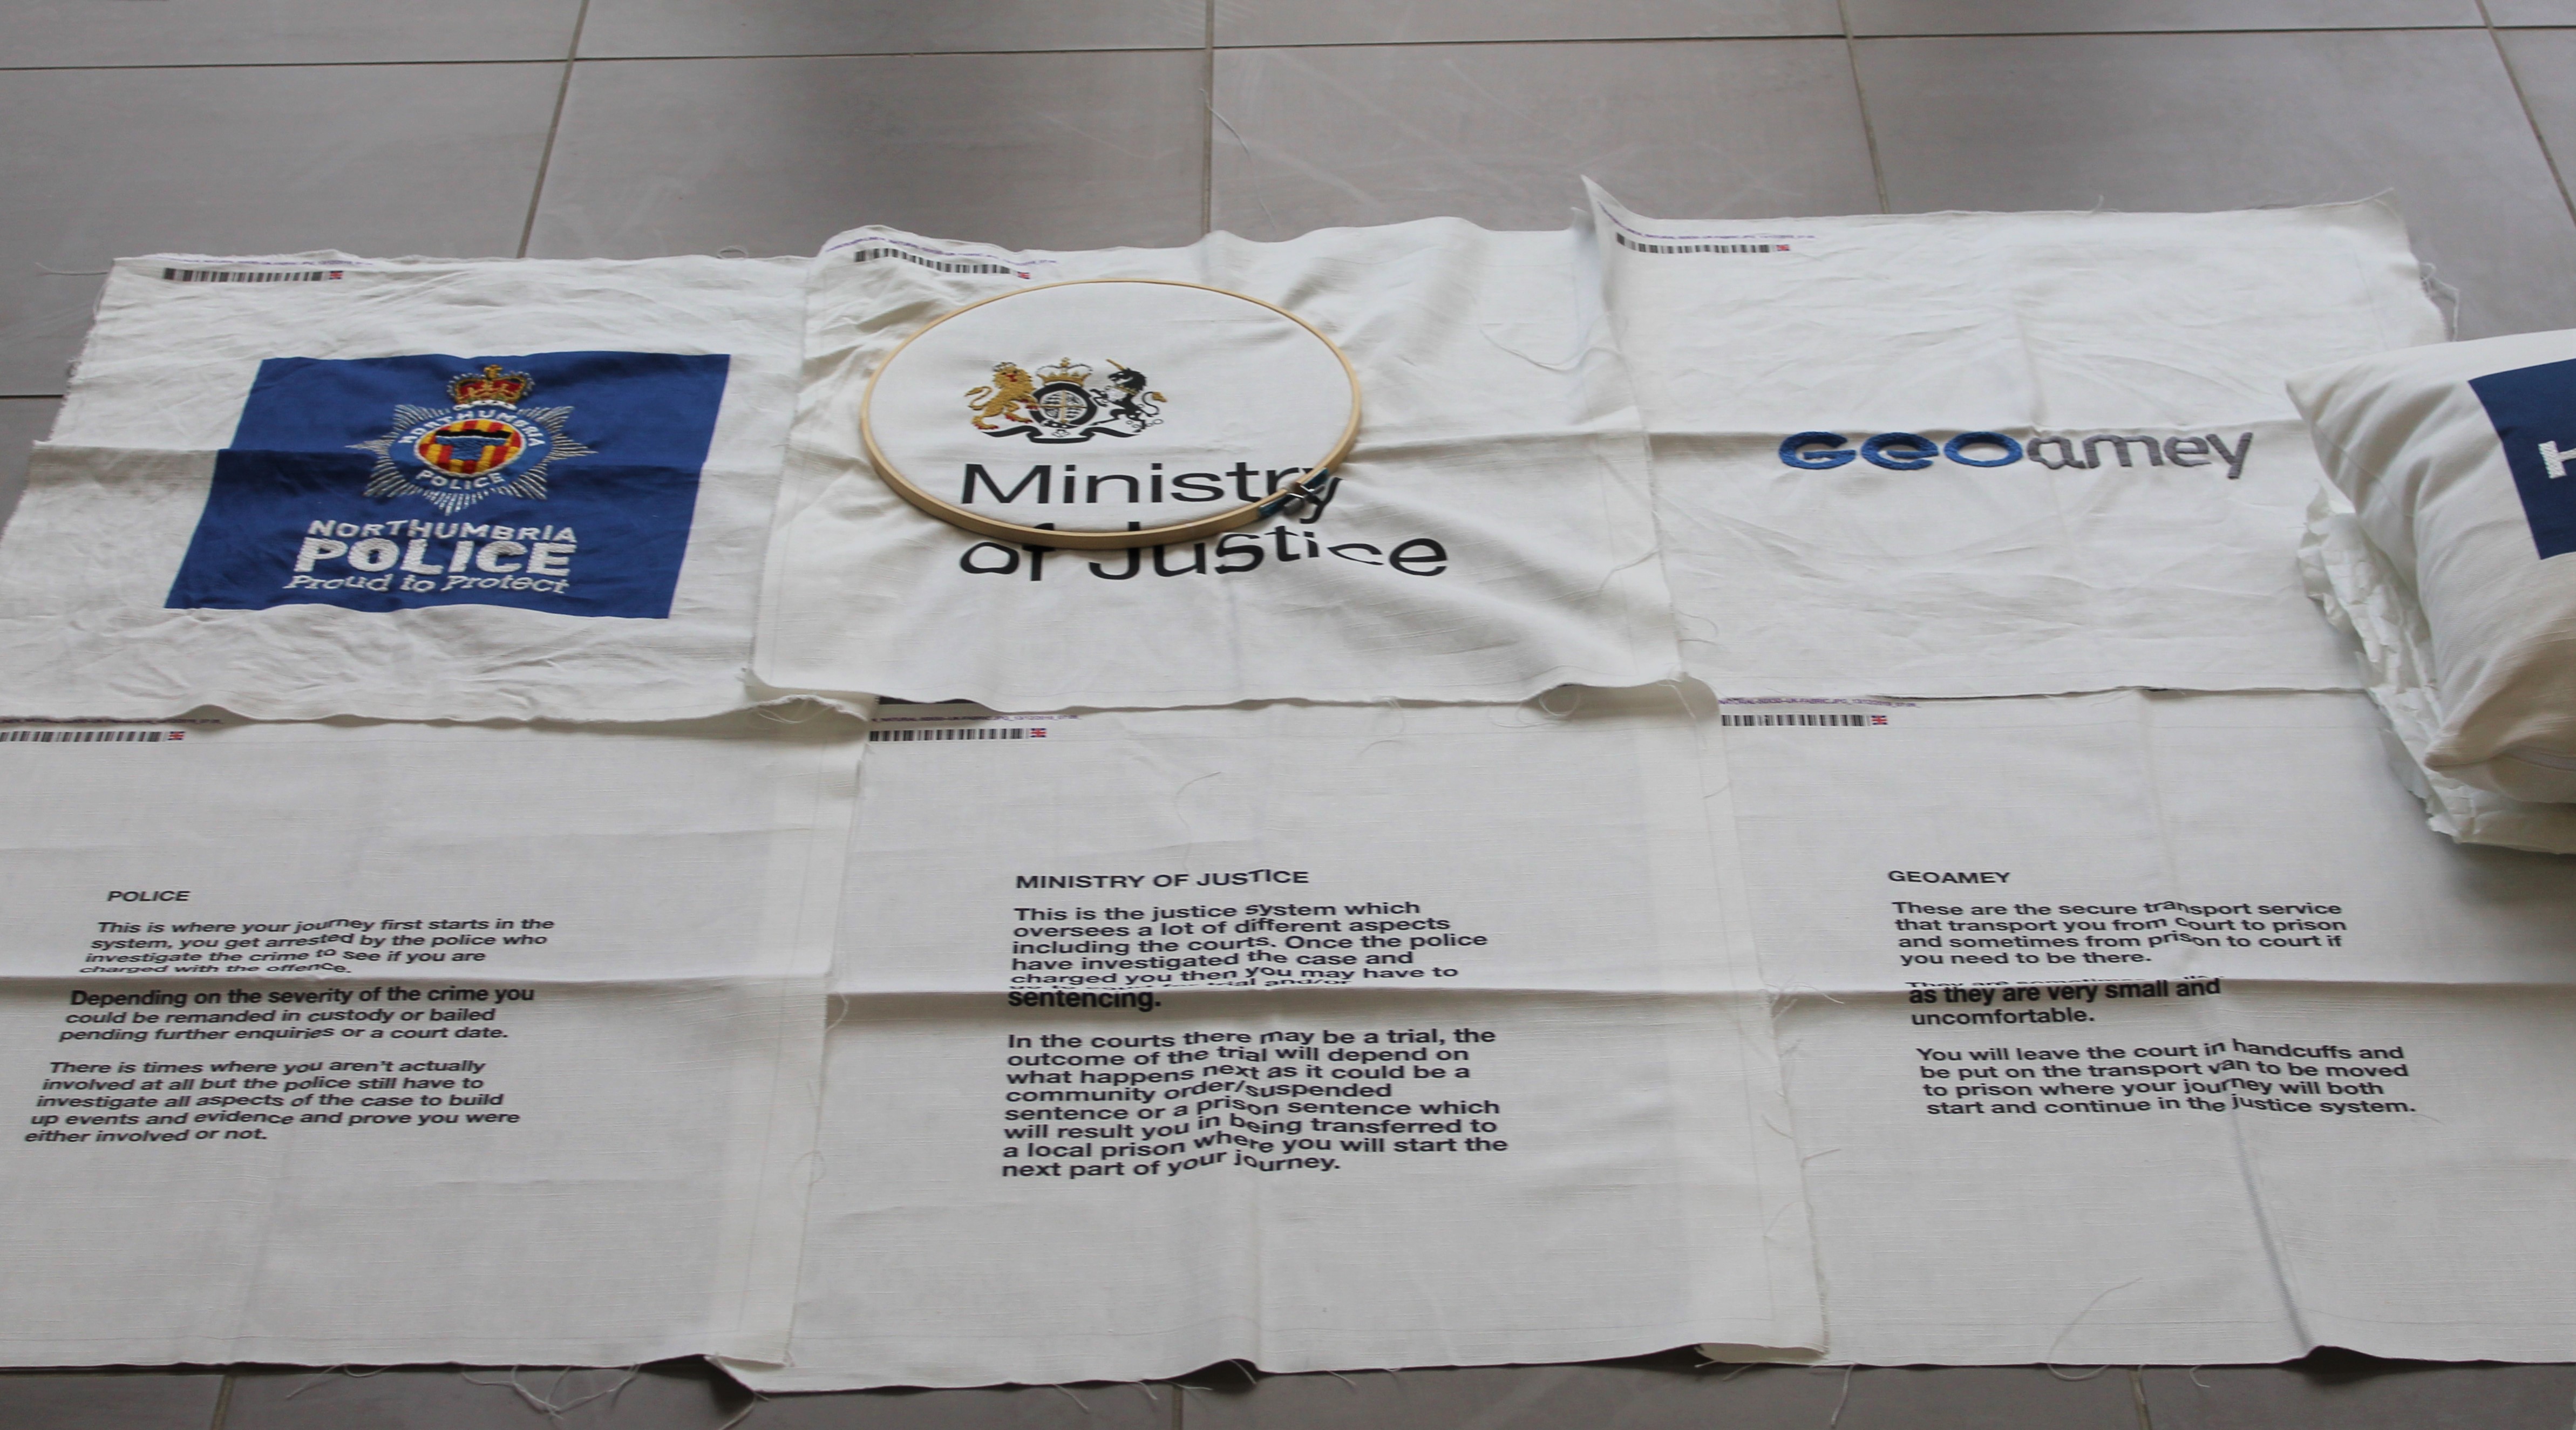 NORTHUMBRIA
POLICE
NORTHUMBRIA
POLICE
Proud to Protect
Ministry
of Justice
GEOamey
H
POLICE
This is where your journey first starts in the
system, you get arrested by the police who
investigate the crime to see if you are
charged with the offence.
Depending on the severity of the crime you
could be remanded in custody or bailed
pending further enquiries or a court date.
There is times where you aren't actually
involved at all but the police still have to
investigate all aspects of the case to build
up events and evidence and prove you were
either involved or not.
MINISTRY OF JUSTICE
This is the justice system which
oversees a lot of different aspects
including the courts. Once the police
have investigated the case and
charged you then you may have to
trial and/or
sentencing.
In the courts there may be a trial, the
outcome of the trial will depend on
what happens next as it could be a
community order/suspended
sentence or a prison sentence which
will result you in being transferred to
a local prison where you will start the
next part of your journey.
GEOAMEY
These are the secure transport service
that transport you from court to prison
and sometimes from prison to court if
you need to be there.
They are
as they are very small and
uncomfortable.
You will leave the court in handcuffs and
be put on the transport van to be moved
to prison where your journey will both
start and continue in the justice system.